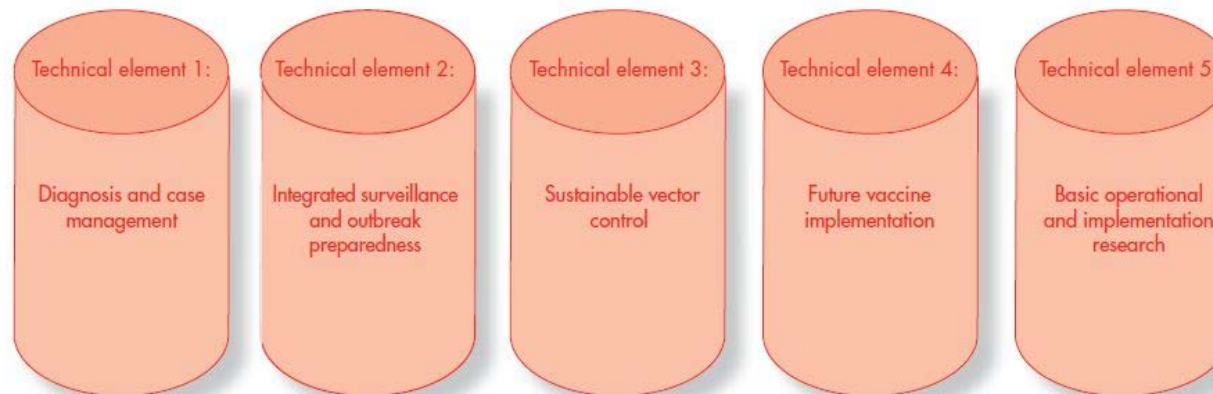 Technical element 1:
Diagnosis and case
management
Technical element 2:
Integrated surveillance
and outbreak
preparedness
Technical element 3:
Sustainable vector
control
Technical element 4:
Future vaccine
implementation
Technical element 5
Basic operational
and implementation
research